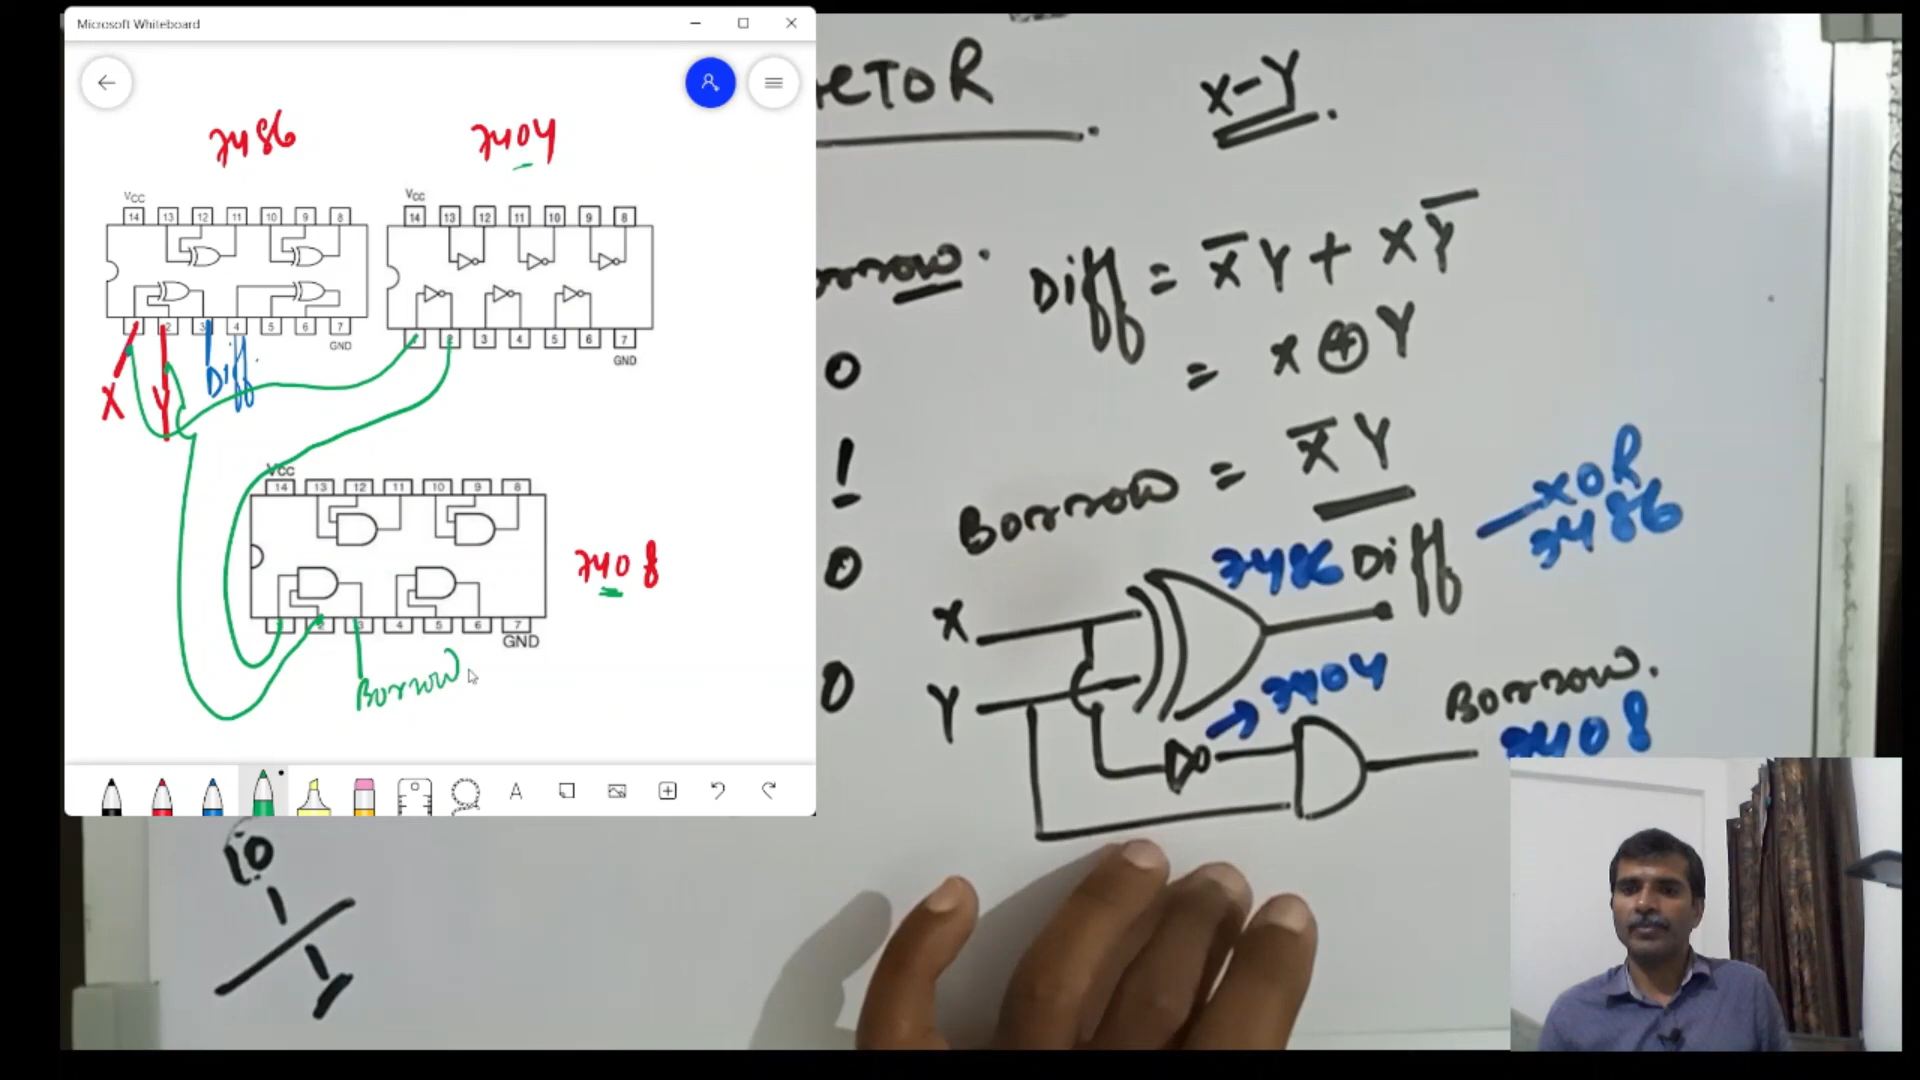 Microsoft Whiteboard
7486
7404
VCC
14 13 12 11 10 9 8
VCC
14 13 12 11 10 9 8
2 3 4 5 6 7
GND
1 2 3 4 5 6 7
GND
X Y Diff.
Vcc
14 13 12 11 10 9 8
7408
1 2 3 4 5 6 7
GND
Borrow
A
CTOR.
X-Y.
orrow.
0
1
0
0
Diff = X̅Y + XY̅
= X ⊕ Y
Borrow = X̅Y
XOR
7486
7486 Diff
X
Y
7404
Borrow.
7408
10
1
1